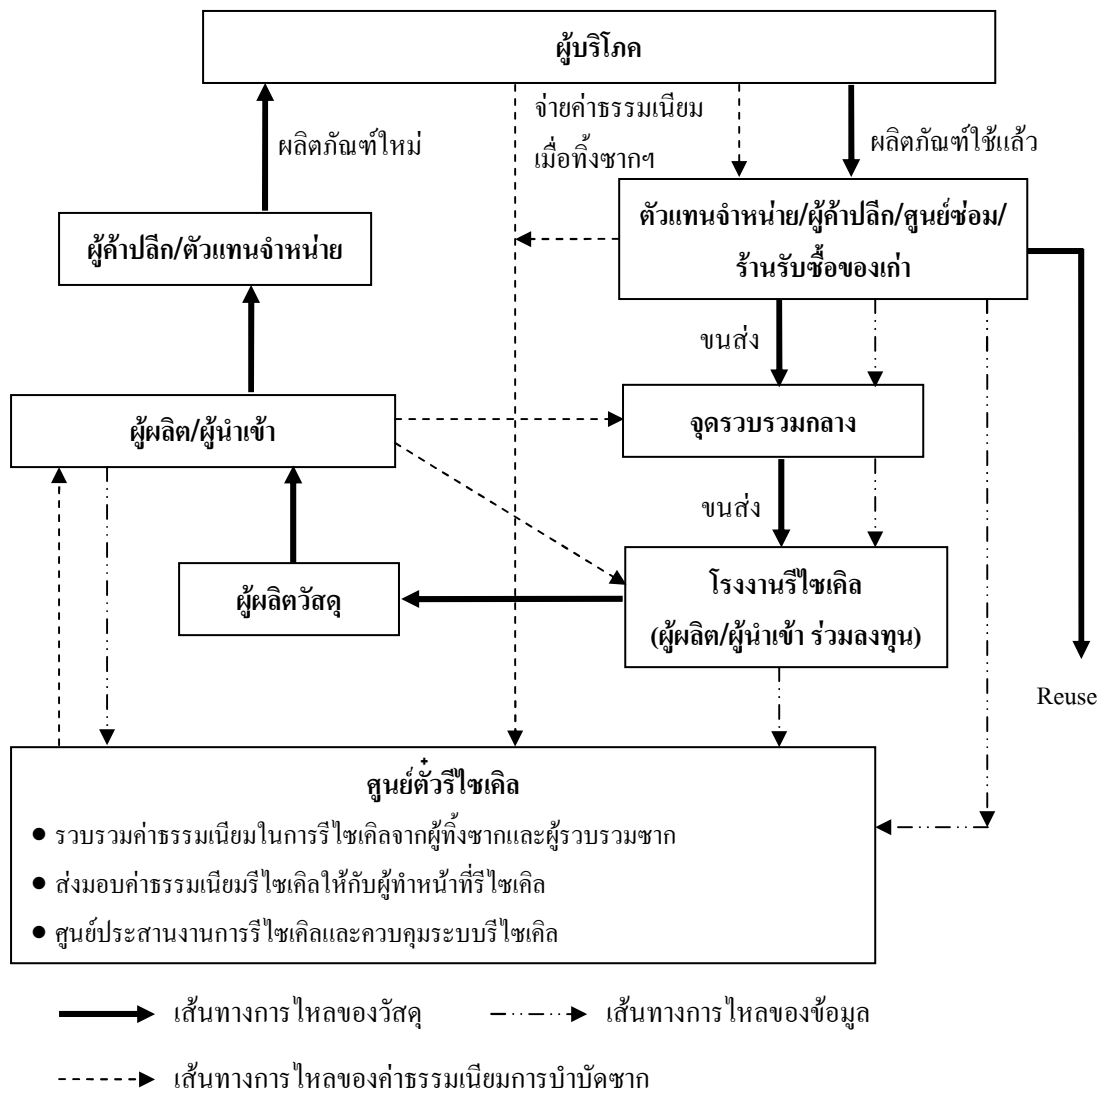 ผู้บริโภค
จ่ายค่าธรรมเนียม
เมื่อทิ้งซากฯ
ผลิตภัณฑ์ใหม่
ผลิตภัณฑ์ใช้แล้ว
ผู้ค้าปลีก/ตัวแทนจำหน่าย
ตัวแทนจำหน่าย/ผู้ค้าปลีก/ศูนย์ซ่อม/
ร้านรับซื้อของเก่า
ขนส่ง
ผู้ผลิต/ผู้นำเข้า
จุดรวบรวมกลาง
ขนส่ง
ผู้ผลิตวัสดุ
โรงงานรีไซเคิล
(ผู้ผลิต/ผู้นำเข้า ร่วมลงทุน)
Reuse
ศูนย์ตั๋วรีไซเคิล
● รวบรวมค่าธรรมเนียมในการรีไซเคิลจากผู้ทิ้งซากและผู้รวบรวมซาก
● ส่งมอบค่าธรรมเนียมรีไซเคิลให้กับผู้ทำหน้าที่รีไซเคิล
● ศูนย์ประสานงานการรีไซเคิลและควบคุมระบบรีไซเคิล
เส้นทางการไหลของวัสดุ
เส้นทางการไหลของข้อมูล
เส้นทางการไหลของค่าธรรมเนียมการบำบัดซาก